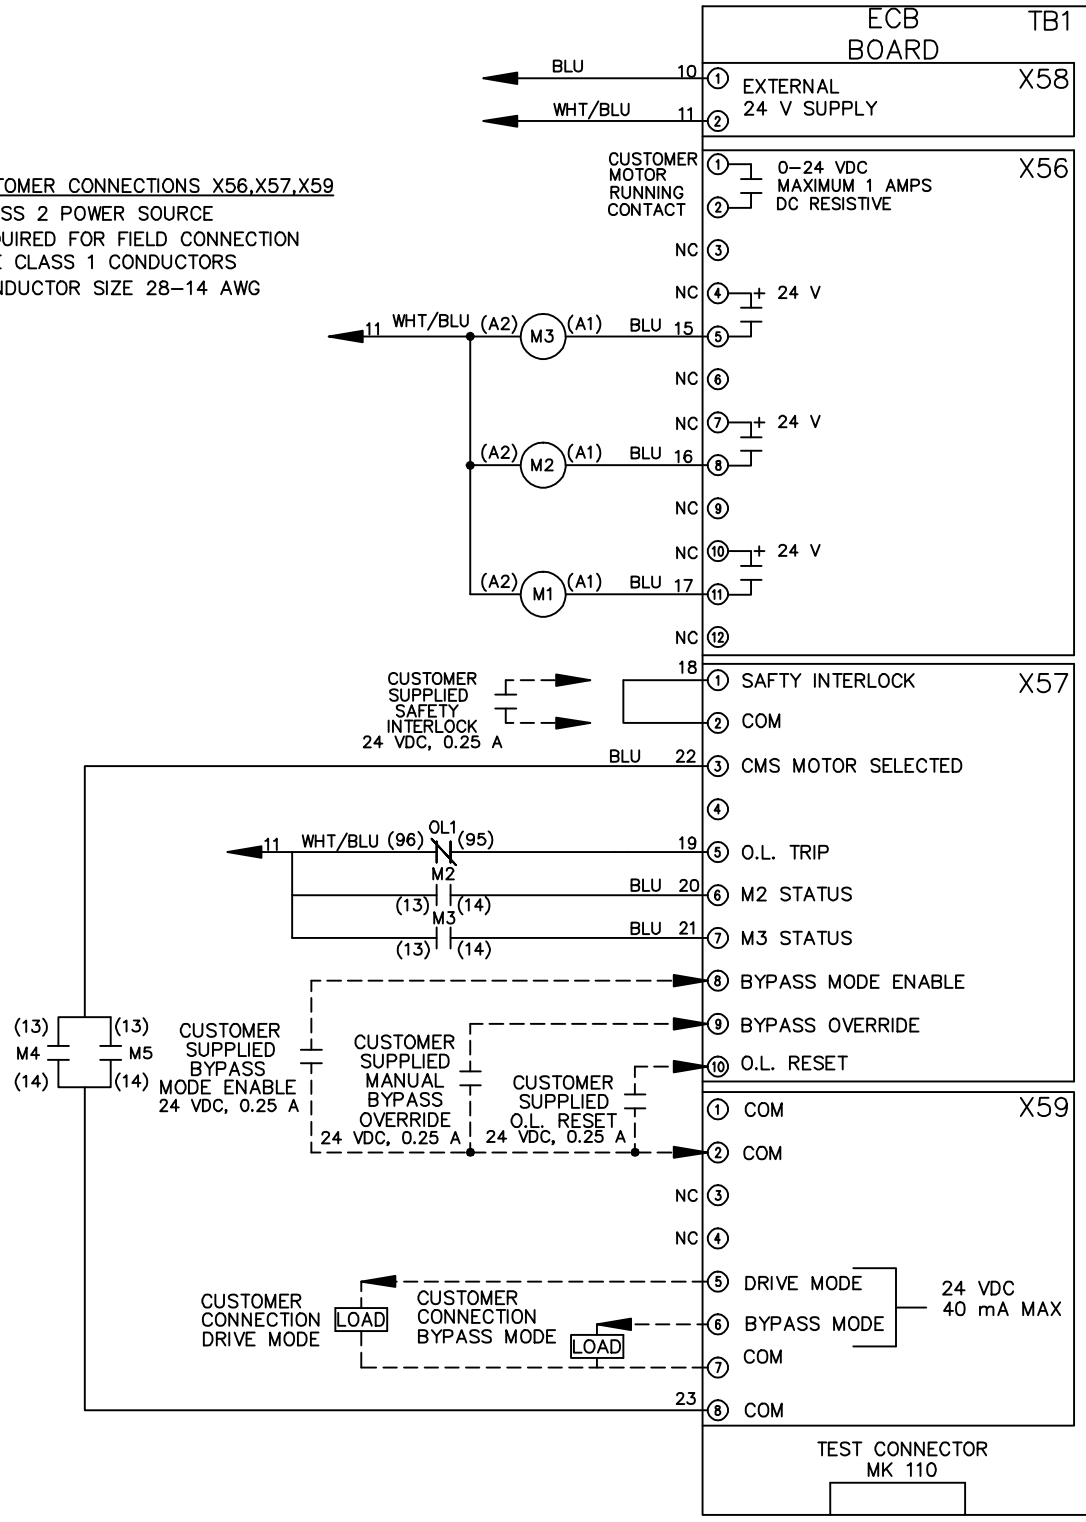 ECB
BOARD
TB1
BLU 10 1 EXTERNAL X58
WHT/BLU 11 2 24 V SUPPLY
CUSTOMER CONNECTIONS X56,X57,X59
CLASS 2 POWER SOURCE
REQUIRED FOR FIELD CONNECTION
CLASS 1 CONDUCTORS
CONDUCTOR SIZE 28–14 AWG
X56
CUSTOMER
MOTOR
RUNNING
CONTACT
1
2
0–24 VDC
MAXIMUM 1 AMPS
DC RESISTIVE
NC 3
NC 4 + 24 V
11 WHT/BLU (A2) M3 (A1) BLU 15 5
NC 6
NC 7 + 24 V
(A2) M2 (A1) BLU 16 8
NC 9
NC 10 + 24 V
(A2) M1 (A1) BLU 17 11
NC 12
X57
CUSTOMER
SUPPLIED
SAFETY
INTERLOCK
24 VDC, 0.25 A
18 1 SAFTY INTERLOCK
2 COM
BLU 22 3 CMS MOTOR SELECTED
4
11 WHT/BLU (96) OL1 (95) 19 5 O.L. TRIP
M2
(13) (14) BLU 20 6 M2 STATUS
M3
(13) (14) BLU 21 7 M3 STATUS
8 BYPASS MODE ENABLE
9 BYPASS OVERRIDE
10 O.L. RESET
(13) (13)
M4 M5
(14) (14)
CUSTOMER
SUPPLIED
BYPASS
MODE ENABLE
24 VDC, 0.25 A
CUSTOMER
SUPPLIED
MANUAL
BYPASS
OVERRIDE
24 VDC, 0.25 A
CUSTOMER
SUPPLIED
O.L. RESET
24 VDC, 0.25 A
X59
1 COM
2 COM
NC 3
NC 4
5 DRIVE MODE
6 BYPASS MODE
7 COM
24 VDC
40 mA MAX
CUSTOMER
CONNECTION
DRIVE MODE
LOAD
CUSTOMER
CONNECTION
BYPASS MODE
LOAD
23 8 COM
TEST CONNECTOR
MK 110